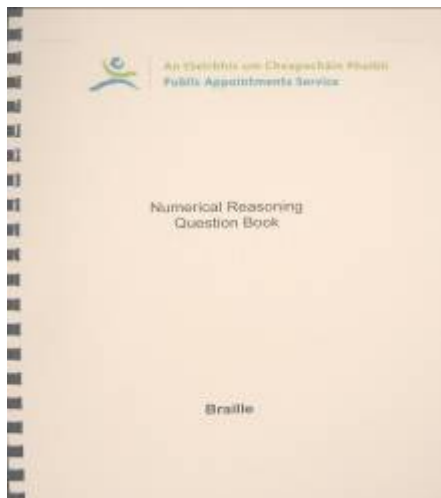 An tSeirbhís um Cheapacháin Phoiblí
Public Appointments Service
Numerical Reasoning
Question Book
Braille